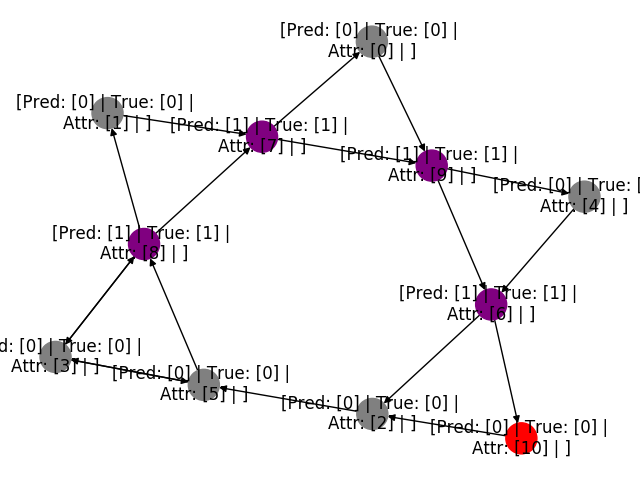 [Pred: [0] | True: [0] |
Attr: [0] | ]
[Pred: [0] | True: [0] |
Attr: [1] | ]
[Pred: [1] | True: [1] |
Attr: [7] | ]
[Pred: [1] | True: [1] |
Attr: [9] | ]
[Pred: [0] | True: [
Attr: [4] | ]
[Pred: [1] | True: [1] |
Attr: [8] | ]
[Pred: [1] | True: [1] |
Attr: [6] | ]
d: [0] | True: [0] |
Attr: [3] | ]
[Pred: [0] | True: [0] |
Attr: [5] | ]
[Pred: [0] | True: [0] |
Attr: [2] | ]
[Pred: [0] | True: [0] |
Attr: [10] | ]